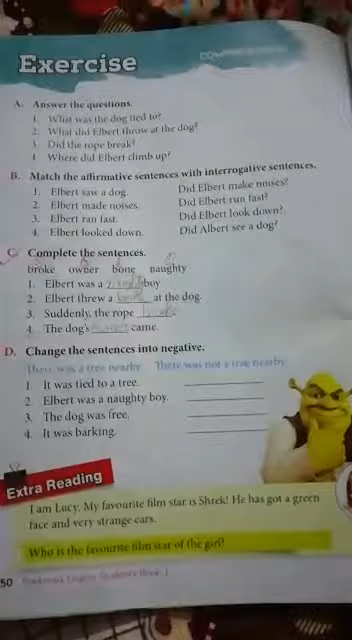 Exercise
A. Answer the questions.
1. What was the dog tied to?
2. What did Elbert throw at the dog?
3. Did the rope break?
4. Where did Elbert climb up?
B. Match the affirmative sentences with interrogative sentences.
1. Elbert saw a dog. Did Elbert make noises?
2. Elbert made noises. Did Elbert run fast?
3. Elbert ran fast. Did Elbert look down?
4. Elbert looked down. Did Albert see a dog?
C. Complete the sentences.
broke owner bone naughty
1. Elbert was a naughty boy
2. Elbert threw a bone at the dog.
3. Suddenly, the rope broke
4. The dog's owner came.
D. Change the sentences into negative.
There was a tree nearby There was not a tree nearby
1. It was tied to a tree.
2. Elbert was a naughty boy.
3. The dog was free.
4. It was barking.
Extra Reading
I am Lucy. My favourite film star is Shrek! He has got a green
face and very strange ears.
Who is the favourite film star of the girl?
50 English Student's Book